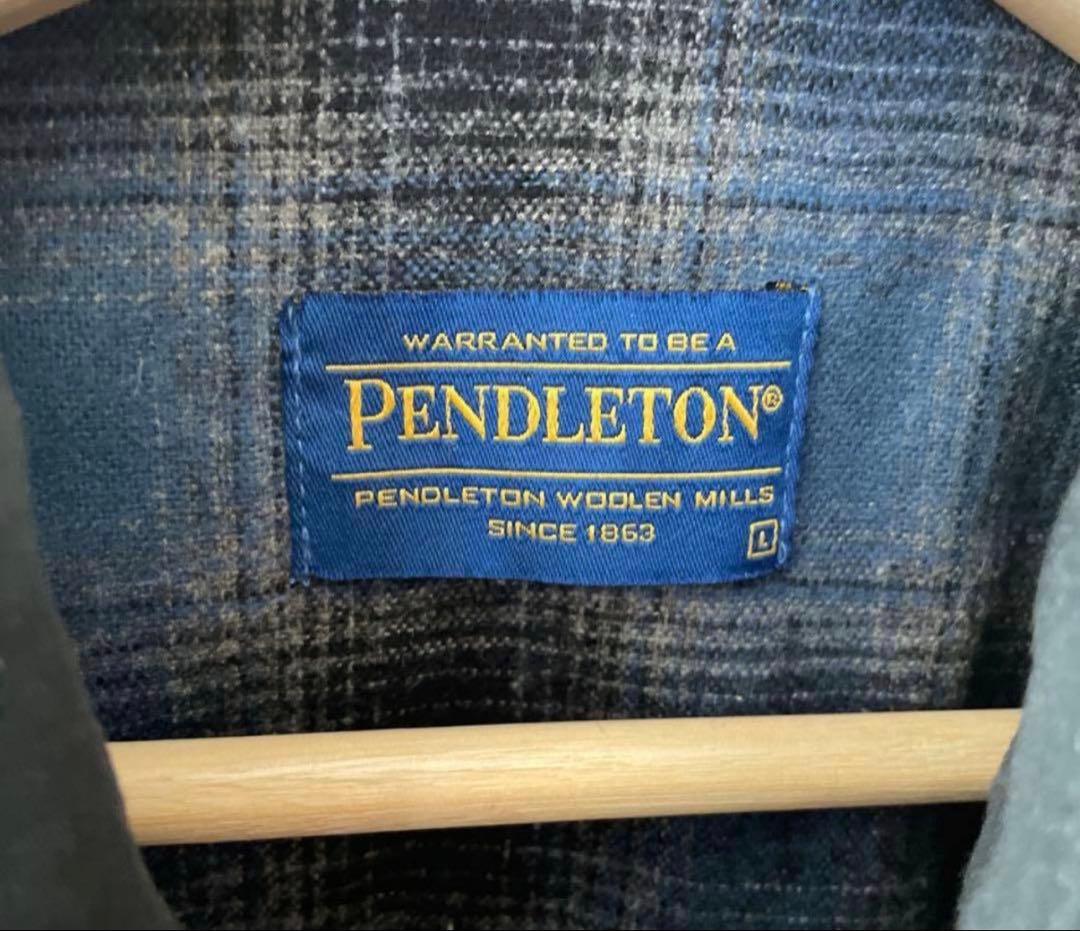 WARRANTED TO BE A
PENDLETON®
PENDLETON WOOLEN MILLS
SINCE 1863
L